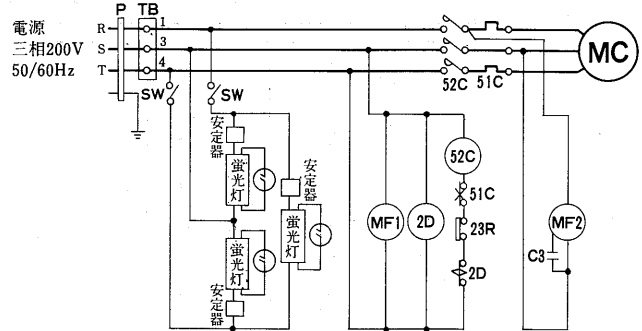 電源
三相200V
50/60Hz
P
TB
R
1
S
3
T
4
52C
51C
MC
SW
SW
安定器
蛍光灯
安定器
蛍光灯
蛍光灯
安定器
MF1
2D
52C
51C
23R
2D
MF2
C3